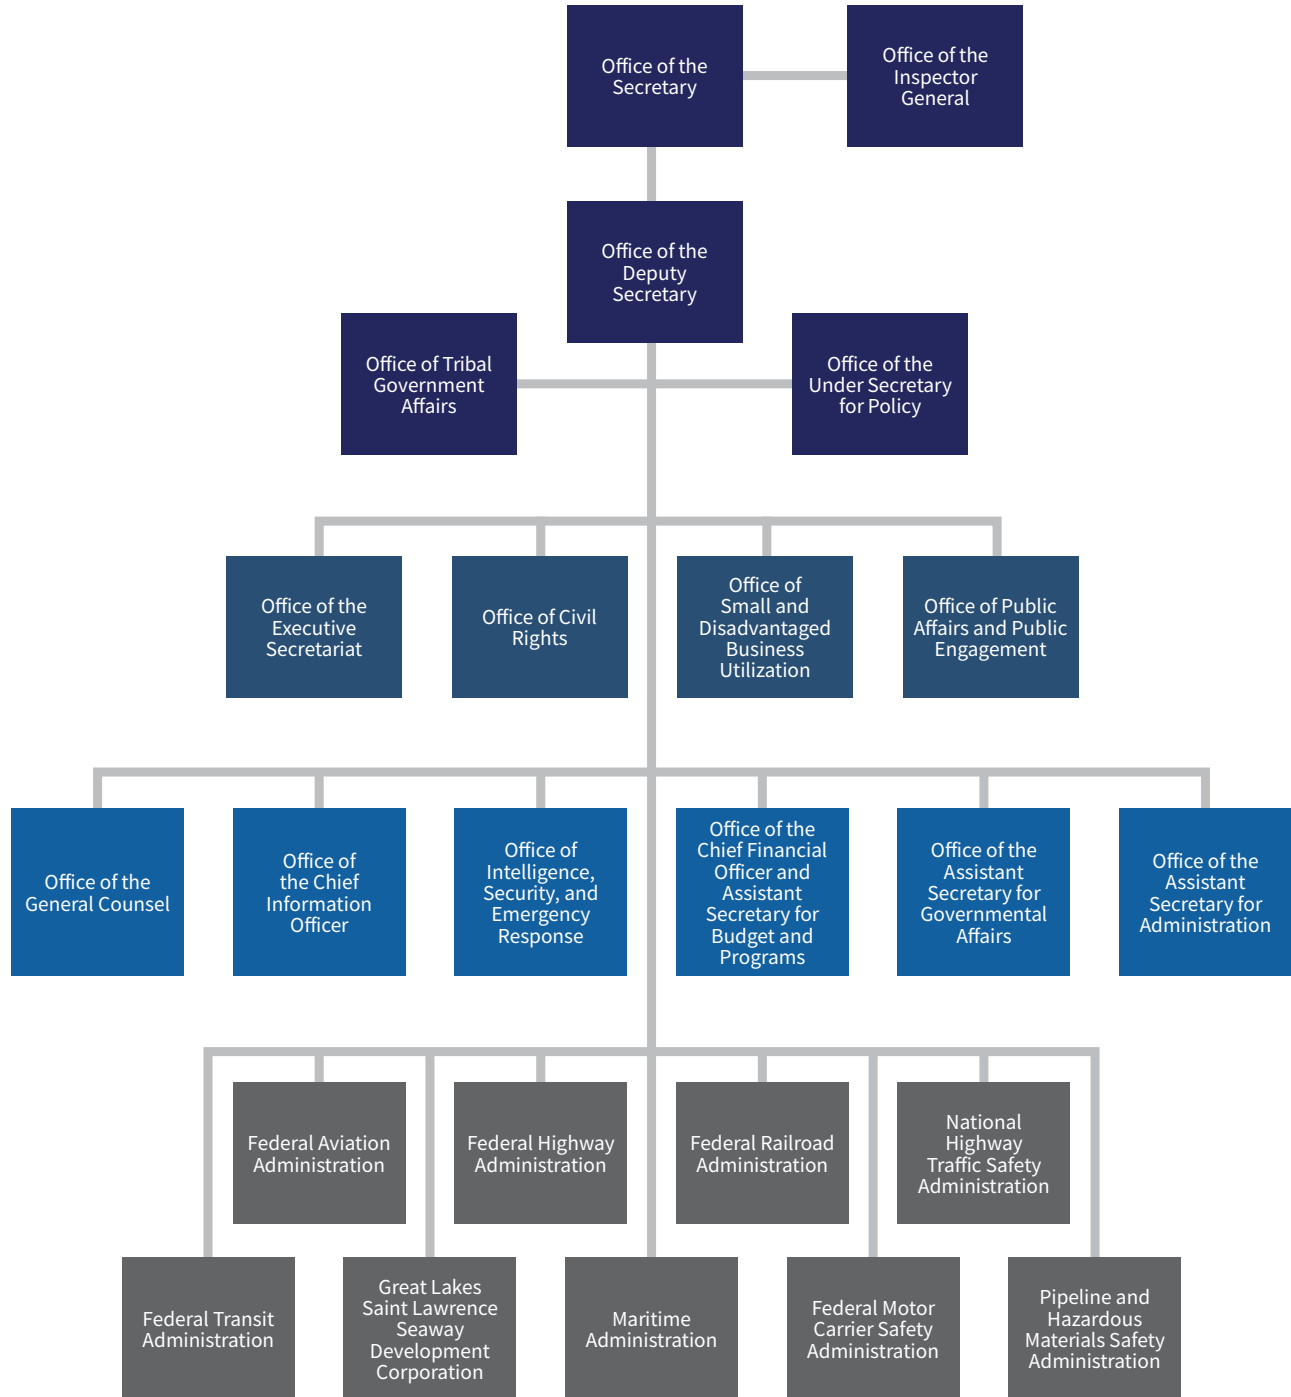 Office of the
Secretary
Office of the
Inspector
General
Office of the
Deputy
Secretary
Office of Tribal
Government
Affairs
Office of the
Under Secretary
for Policy
Office of the
Executive
Secretariat
Office of Civil
Rights
Office of
Small and
Disadvantaged
Business
Utilization
Office of Public
Affairs and Public
Engagement
Office of the
General Counsel
Office of
the Chief
Information
Officer
Office of
Intelligence,
Security, and
Emergency
Response
Office of the
Chief Financial
Officer and
Assistant
Secretary for
Budget and
Programs
Office of the
Assistant
Secretary for
Governmental
Affairs
Office of the
Assistant
Secretary for
Administration
Federal Aviation
Administration
Federal Highway
Administration
Federal Railroad
Administration
National
Highway
Traffic Safety
Administration
Federal Transit
Administration
Great Lakes
Saint Lawrence
Seaway
Development
Corporation
Maritime
Administration
Federal Motor
Carrier Safety
Administration
Pipeline and
Hazardous
Materials Safety
Administration